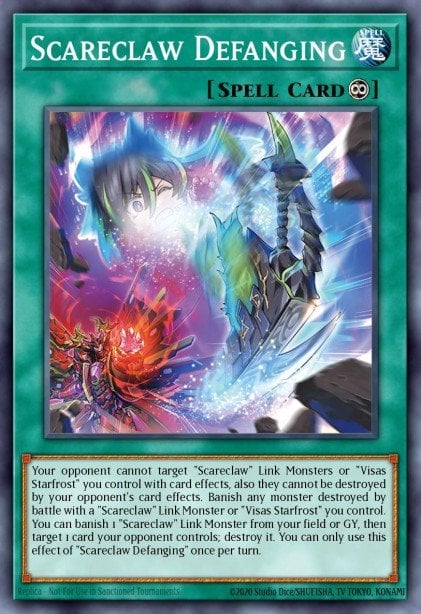 Scareclaw Defanging
SPELL
魔
[Spell Card]
Your opponent cannot target "Scareclaw" Link Monsters or "Visas
Starfrost" you control with card effects, also they cannot be destroyed
by your opponent's card effects. Banish any monster destroyed by
battle with a "Scareclaw" Link Monster or "Visas Starfrost" you control.
You can banish 1 "Scareclaw" Link Monster from your field or GY, then
target 1 card your opponent controls; destroy it. You can only use this
effect of "Scareclaw Defanging" once per turn.
Replica - Not For Use in Sanctioned Tournaments
©2020 Studio Dice/SHUEISHA, TV TOKYO, KONAMI